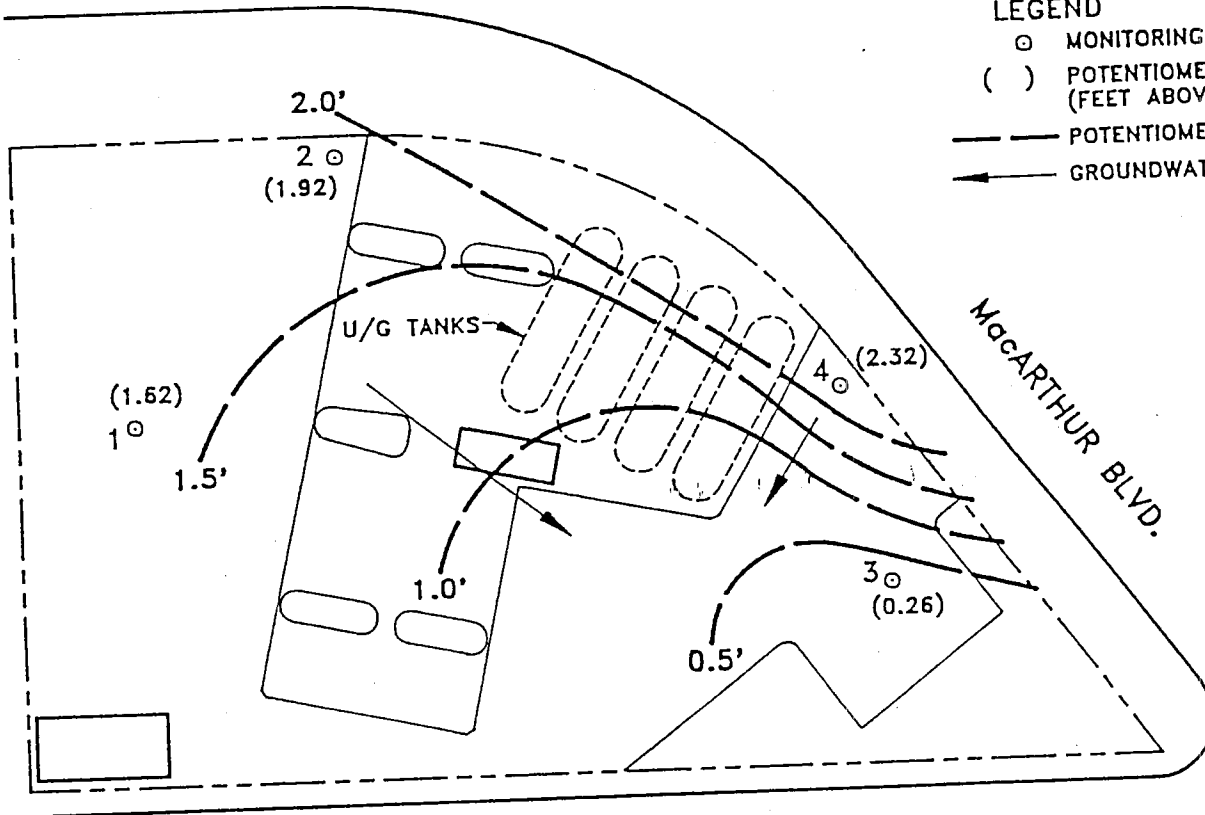 LEGEND
MONITORING
( ) POTENTIOME
(FEET ABOV
POTENTIOME
GROUNDWAT
2.0'
2
(1.92)
U/G TANKS
(1.62)
1
1.5'
4 (2.32)
MacARTHUR BLVD.
1.0'
3
(0.26)
0.5'